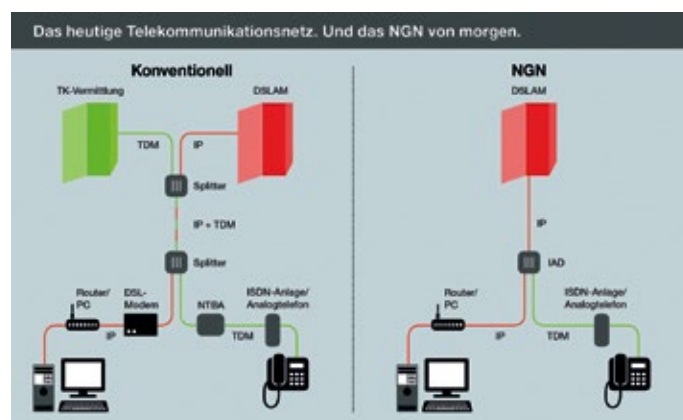 Das heutige Telekommunikationsnetz. Und das NGN von morgen.
Konventionell
TK-Vermittlung
DSLAM
TDM
IP
Splitter
IP + TDM
Splitter
Router/
PC
DSL-
Modem
NTBA
ISDN-Anlage/
Analogtelefon
IP
TDM
NGN
DSLAM
IP
IAD
Router/
PC
ISDN-Anlage/
Analogtelefon
IP
TDM